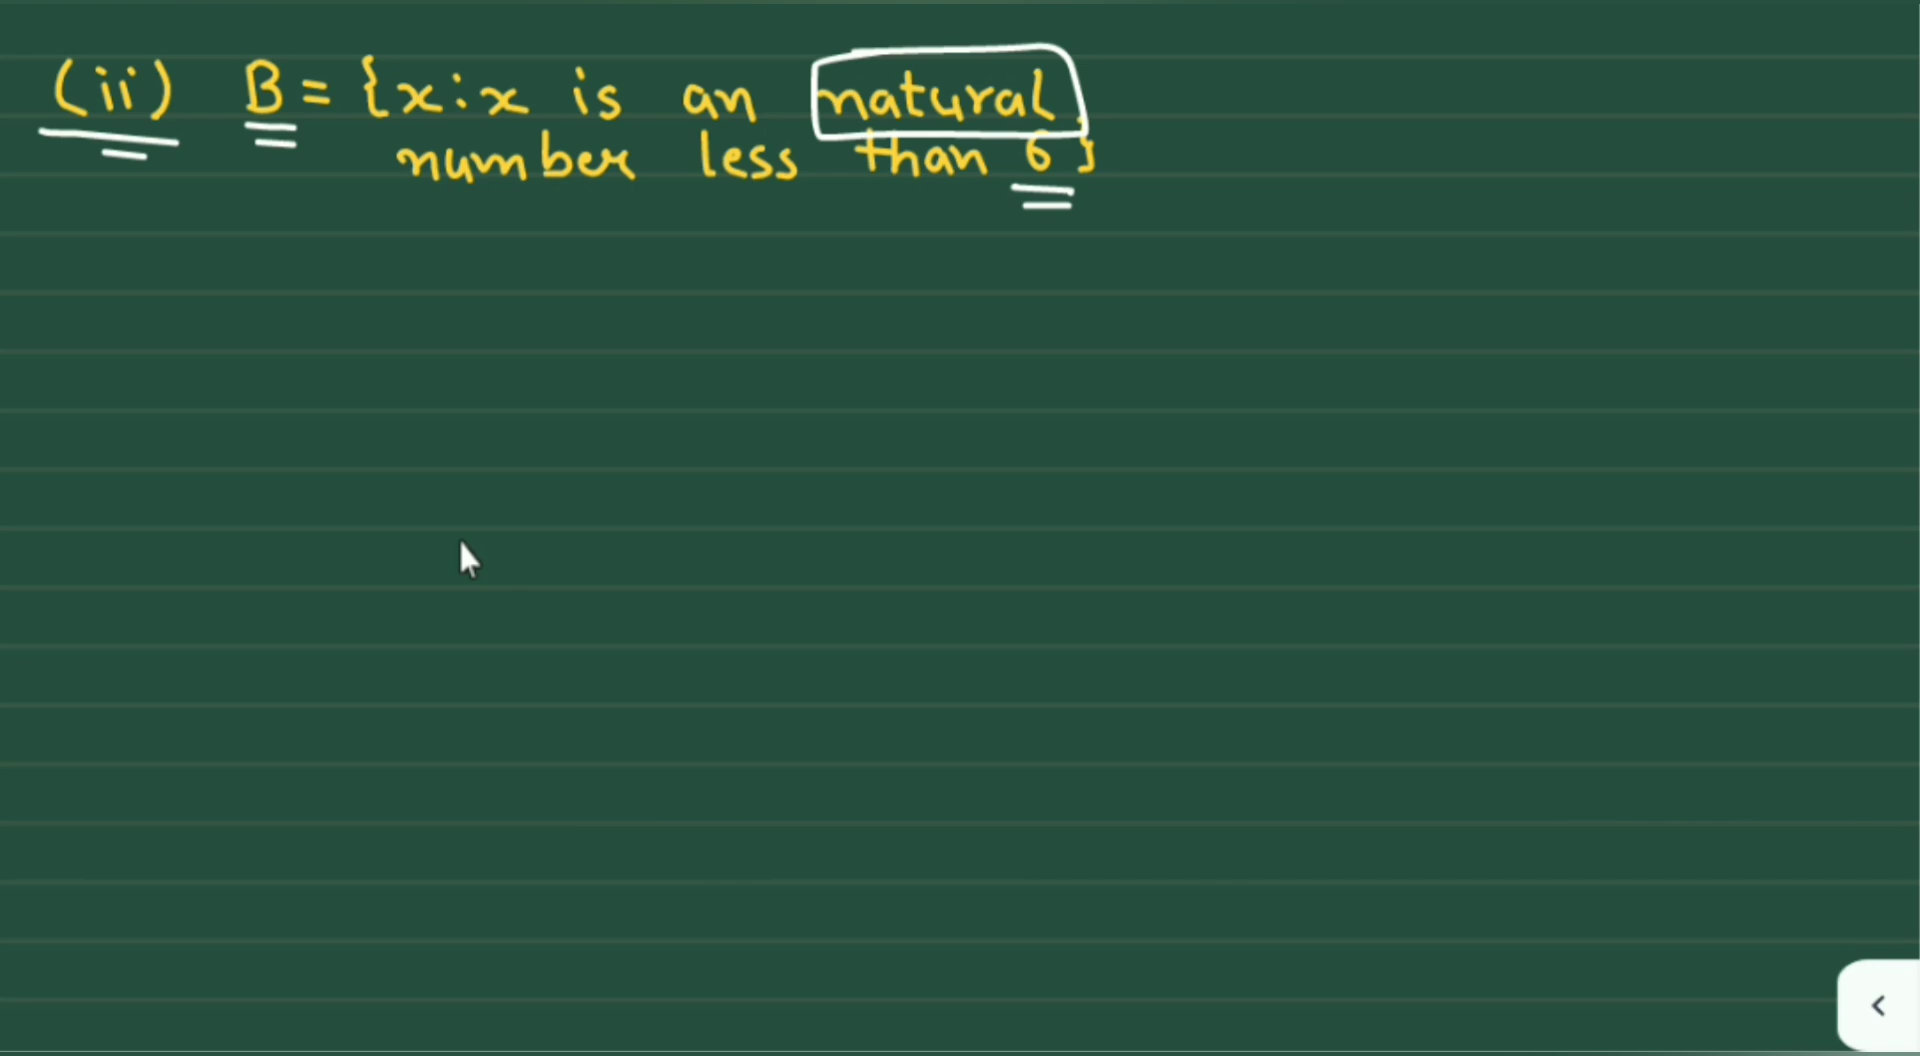 (ii) B = {x:x is an natural
number less than 6}